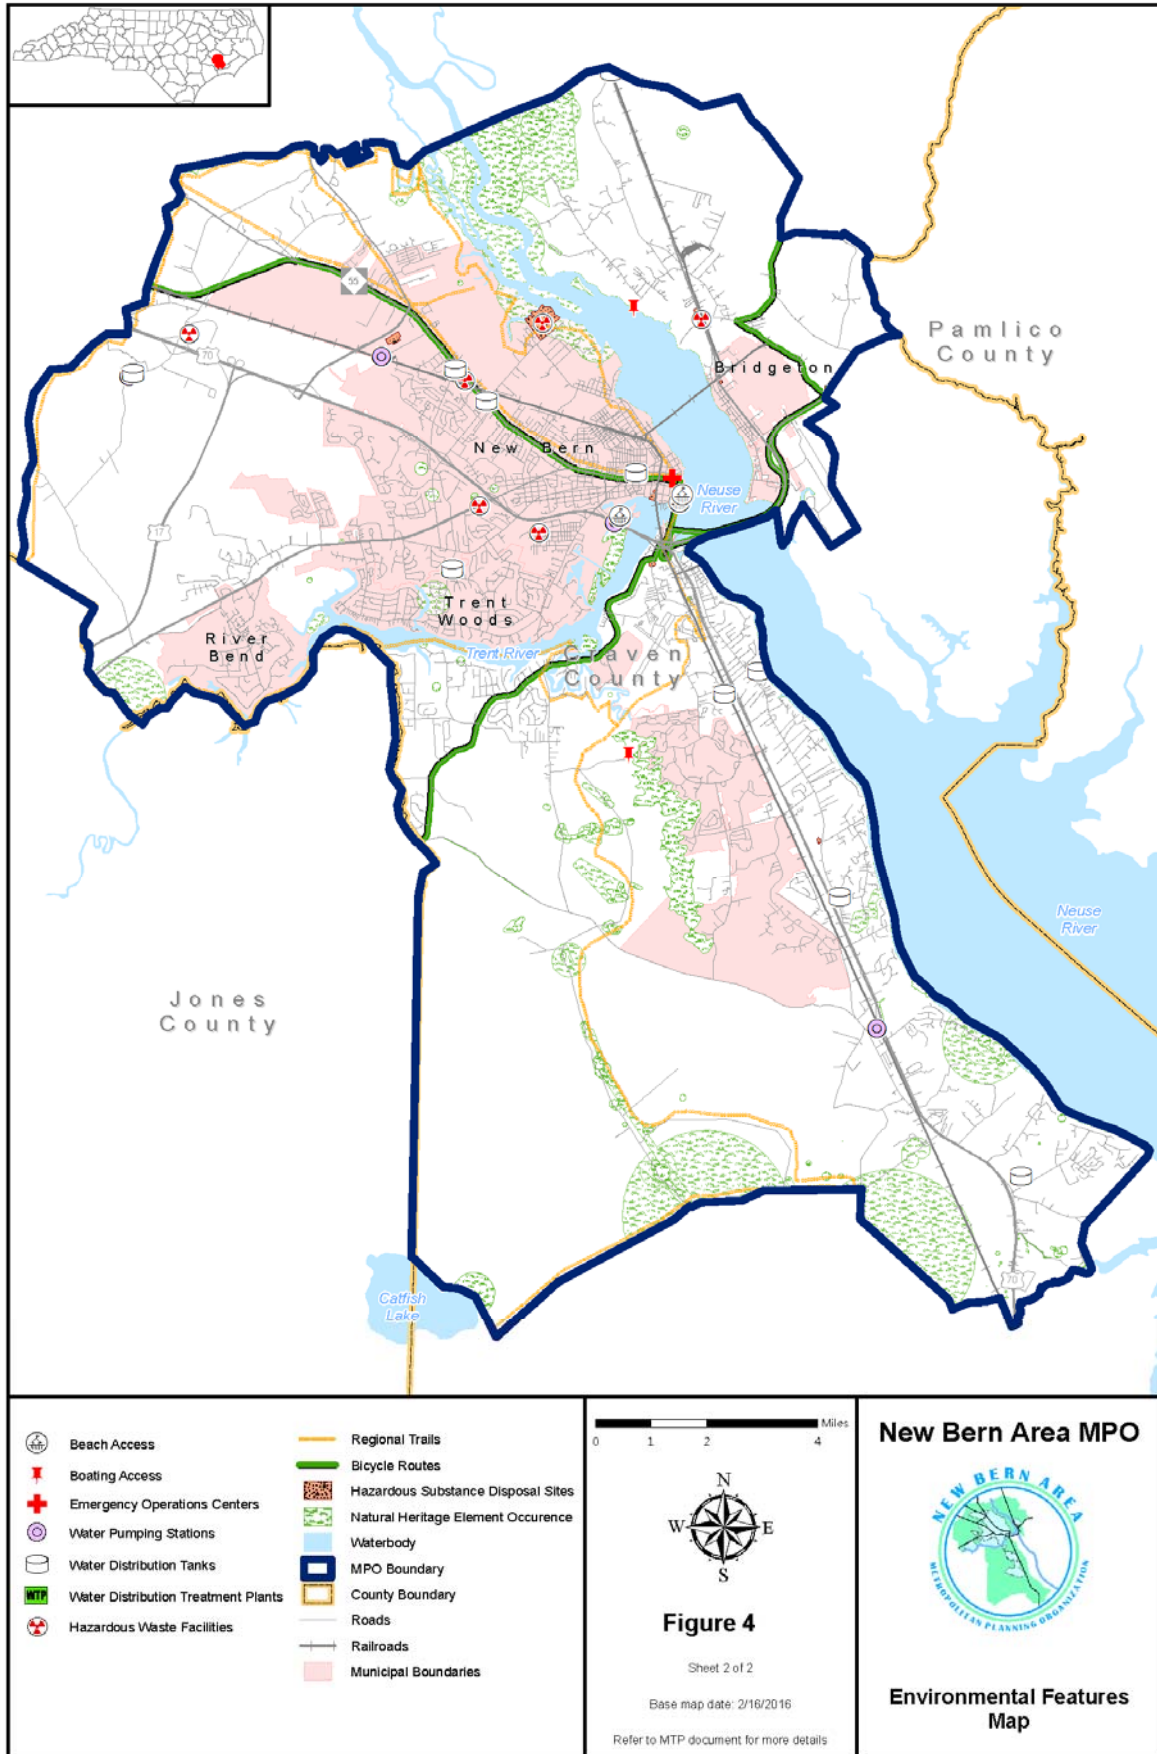 55
70
Pamlico
County
Bridgeton
New Bern
Neuse
River
17
Trent
Woods
River
Bend
Trent River
Craven
County
Neuse
River
Jones
County
70
Catfish
Lake
Beach Access
Boating Access
Emergency Operations Centers
Water Pumping Stations
Water Distribution Tanks
WTP Water Distribution Treatment Plants
Hazardous Waste Facilities
Regional Trails
Bicycle Routes
Hazardous Substance Disposal Sites
Natural Heritage Element Occurence
Waterbody
MPO Boundary
County Boundary
Roads
Railroads
Municipal Boundaries
Miles
0 1 2 4
N
W E
S
Figure 4
Sheet 2 of 2
Base map date: 2/16/2016
Refer to MTP document for more details
New Bern Area MPO
NEW BERN AREA
METROPOLITAN PLANNING ORGANIZATION
Environmental Features
Map